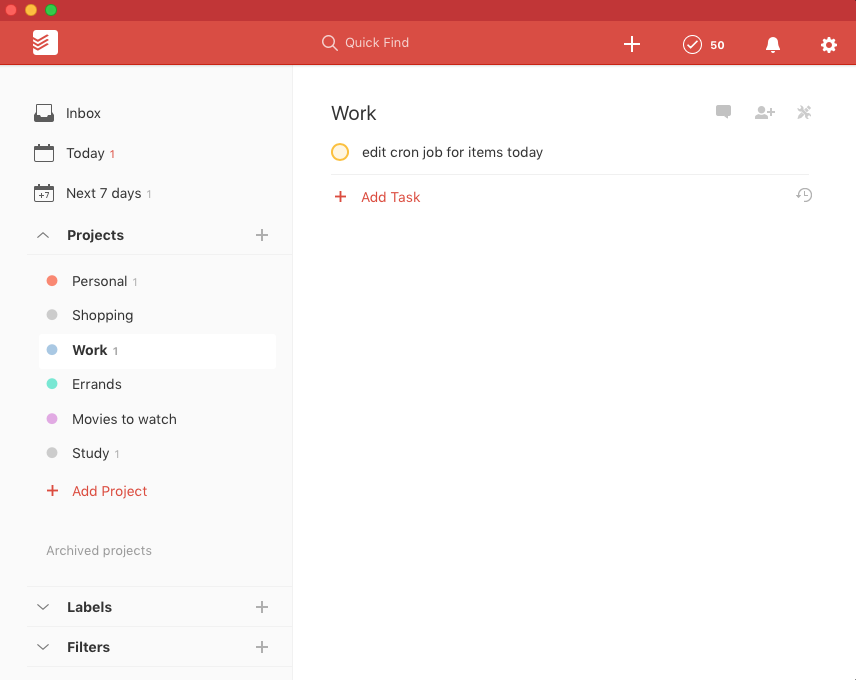 Quick Find
50
Inbox
Today 1
+7
Next 7 days 1
Projects
Personal 1
Shopping
Work 1
Errands
Movies to watch
Study 1
+ Add Project
Archived projects
Labels
Filters
Work
edit cron job for items today
+ Add Task